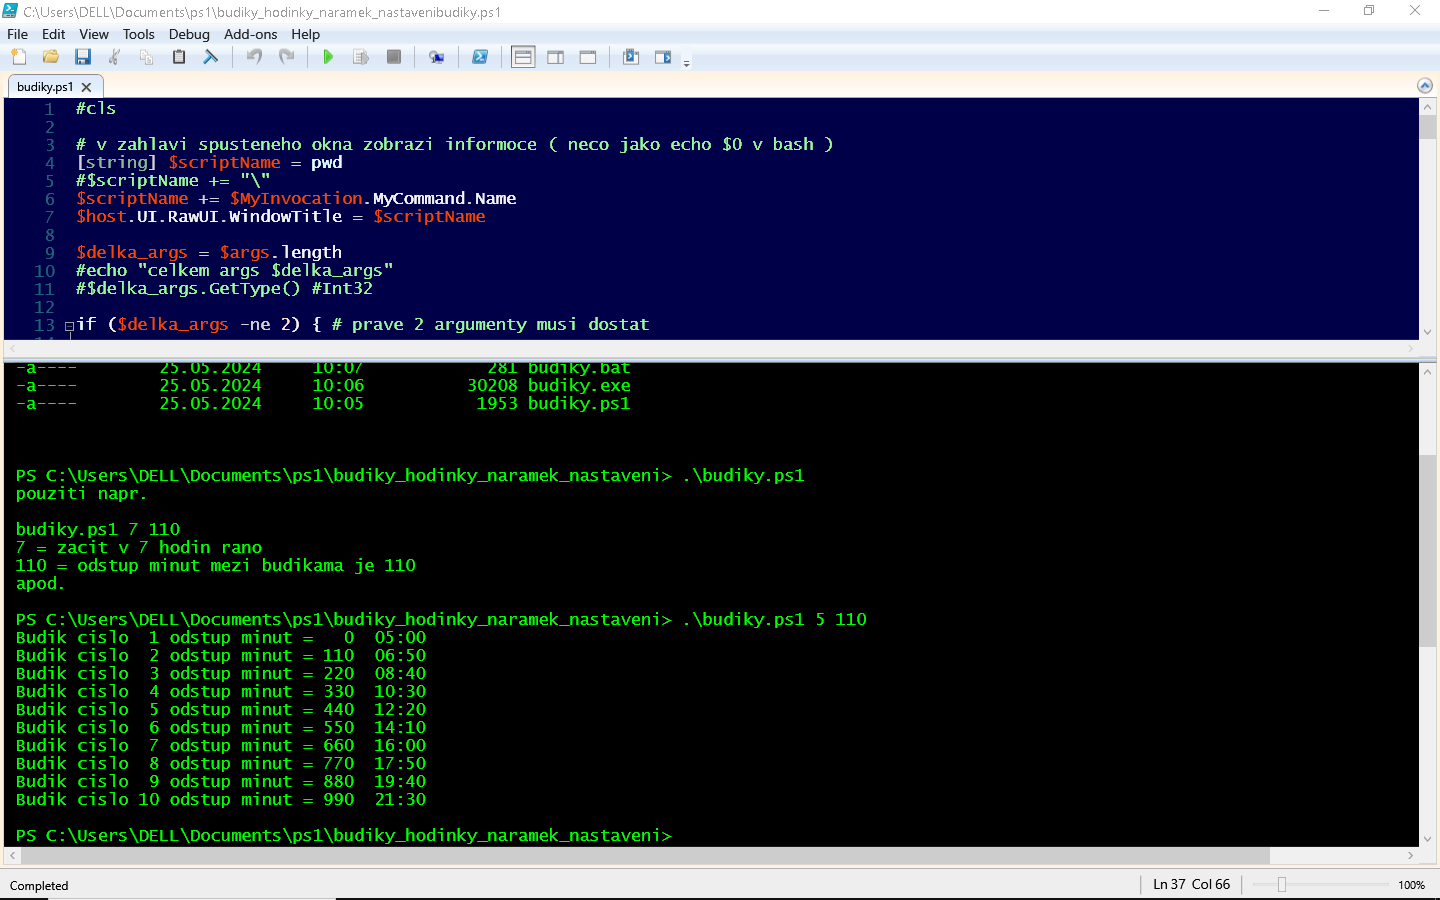 C:\Users\DELL\Documents\ps1\budiky_hodinky_naramek_nastavenibudiky.ps1
File Edit View Tools Debug Add-ons Help
budiky.ps1
1 #cls
2
3 # v zahlavi spusteneho okna zobrazi informoce ( neco jako echo $0 v bash )
4 [string] $scriptName = pwd
5 #$scriptName += "\"
6 $scriptName += $MyInvocation.MyCommand.Name
7 $host.UI.RawUI.WindowTitle = $scriptName
8
9 $delka_args = $args.length
10 #echo "celkem args $delka_args"
11 #$delka_args.GetType() #Int32
12
13 if ($delka_args -ne 2) { # prave 2 argumenty musi dostat
-a---- 25.05.2024 10:07 281 budiky.bat
-a---- 25.05.2024 10:06 30208 budiky.exe
-a---- 25.05.2024 10:05 1953 budiky.ps1
PS C:\Users\DELL\Documents\ps1\budiky_hodinky_naramek_nastaveni> .\budiky.ps1
pouziti napr.
budiky.ps1 7 110
7 = zacit v 7 hodin rano
110 = odstup minut mezi budikama je 110
apod.
PS C:\Users\DELL\Documents\ps1\budiky_hodinky_naramek_nastaveni> .\budiky.ps1 5 110
Budik cislo 1 odstup minut = 0 05:00
Budik cislo 2 odstup minut = 110 06:50
Budik cislo 3 odstup minut = 220 08:40
Budik cislo 4 odstup minut = 330 10:30
Budik cislo 5 odstup minut = 440 12:20
Budik cislo 6 odstup minut = 550 14:10
Budik cislo 7 odstup minut = 660 16:00
Budik cislo 8 odstup minut = 770 17:50
Budik cislo 9 odstup minut = 880 19:40
Budik cislo 10 odstup minut = 990 21:30
PS C:\Users\DELL\Documents\ps1\budiky_hodinky_naramek_nastaveni>
Completed Ln 37 Col 66 100%